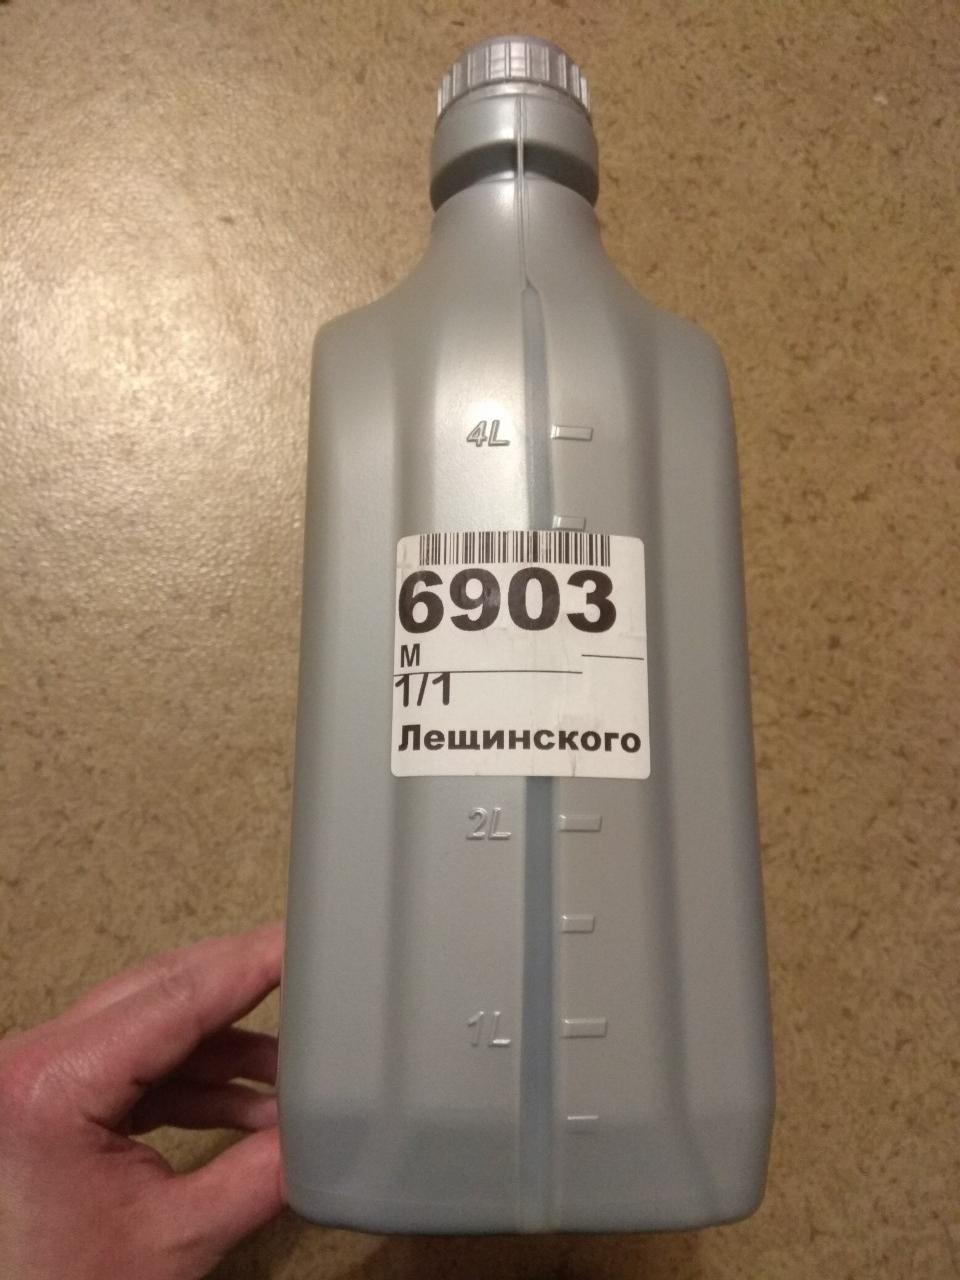 4L
6903
М
1/1
Лещинского
2L
1L